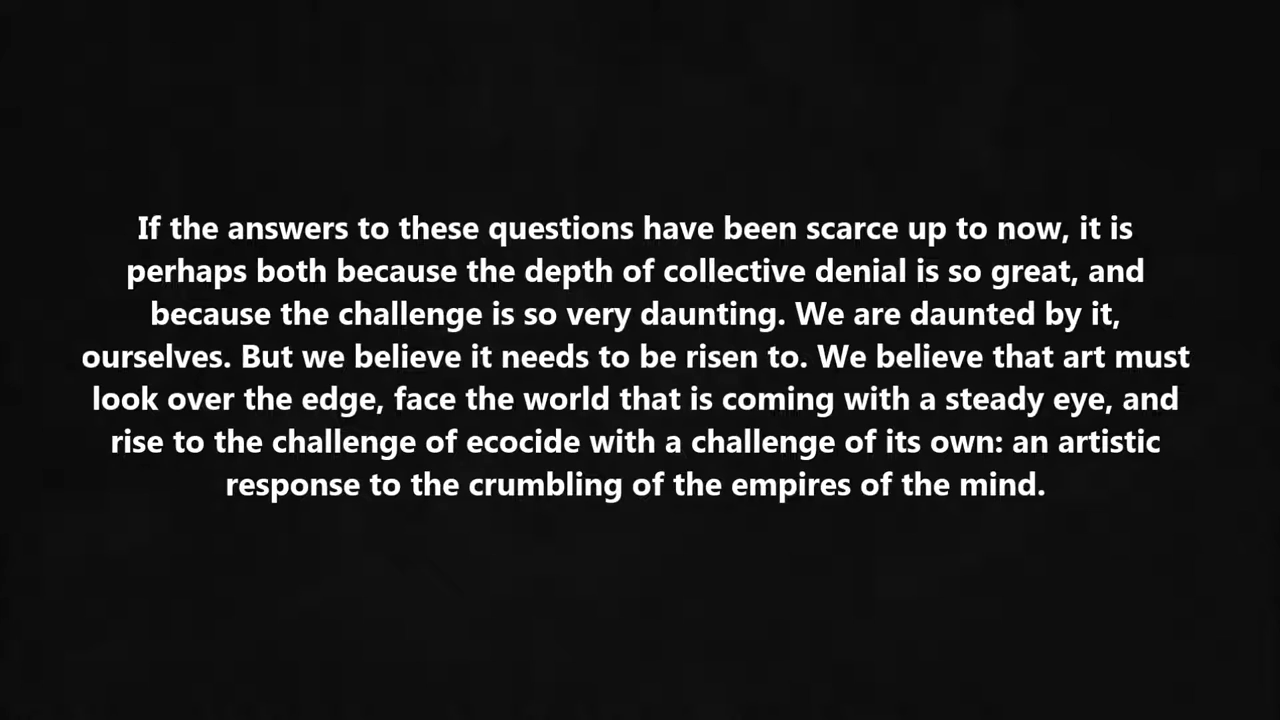 If the answers to these questions have been scarce up to now, it is
perhaps both because the depth of collective denial is so great, and
because the challenge is so very daunting. We are daunted by it,
ourselves. But we believe it needs to be risen to. We believe that art must
look over the edge, face the world that is coming with a steady eye, and
rise to the challenge of ecocide with a challenge of its own: an artistic
response to the crumbling of the empires of the mind.